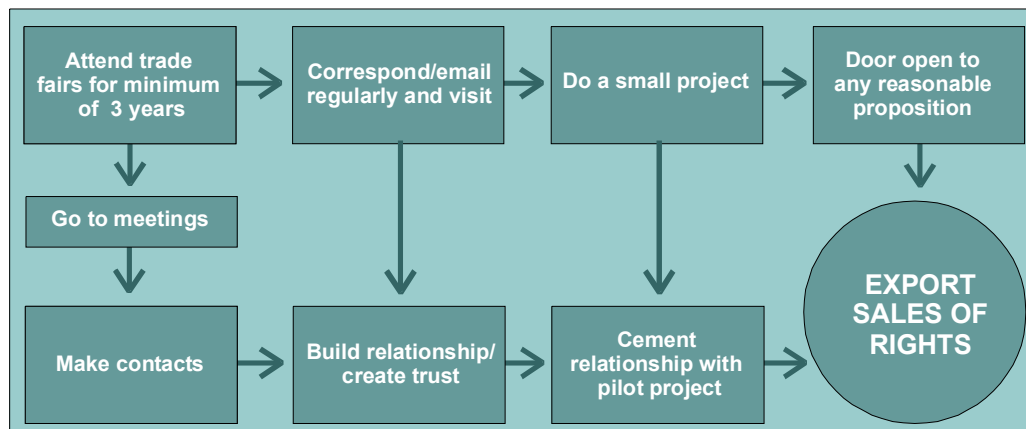 Attend trade
fairs for minimum
of 3 years
Correspond/email
regularly and visit
Do a small project
Door open to
any reasonable
proposition
Go to meetings
Make contacts
Build relationship/
create trust
Cement
relationship with
pilot project
EXPORT
SALES OF
RIGHTS